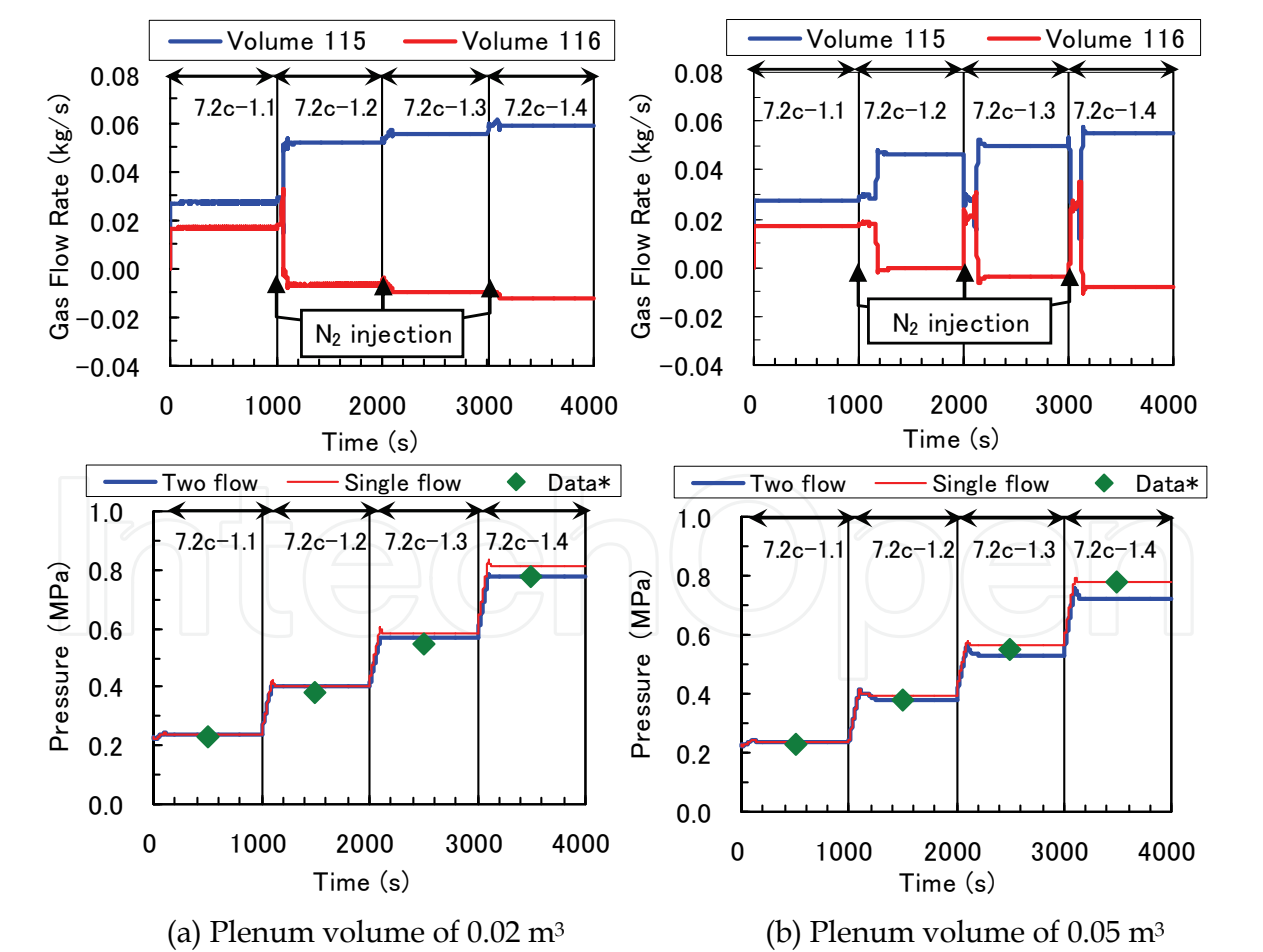 Volume 115 Volume 116
Gas Flow Rate (kg/s)
0.08
0.06
0.04
0.02
0.00
−0.02
−0.04
7.2c−1.1 7.2c−1.2 7.2c−1.3 7.2c−1.4
N2 injection
0 1000 2000 3000 4000
Time (s)
Volume 115 Volume 116
Gas Flow Rate (kg/s)
0.08
0.06
0.04
0.02
0.00
−0.02
−0.04
7.2c−1.1 7.2c−1.2 7.2c−1.3 7.2c−1.4
N2 injection
0 1000 2000 3000 4000
Time (s)
Two flow Single flow Data*
Pressure (MPa)
1.0
0.8
0.6
0.4
0.2
0.0
7.2c−1.1 7.2c−1.2 7.2c−1.3 7.2c−1.4
0 1000 2000 3000 4000
Time (s)
Two flow Single flow Data*
Pressure (MPa)
1.0
0.8
0.6
0.4
0.2
0.0
7.2c−1.1 7.2c−1.2 7.2c−1.3 7.2c−1.4
0 1000 2000 3000 4000
Time (s)
IntechOpen
(a) Plenum volume of 0.02 m³
(b) Plenum volume of 0.05 m³